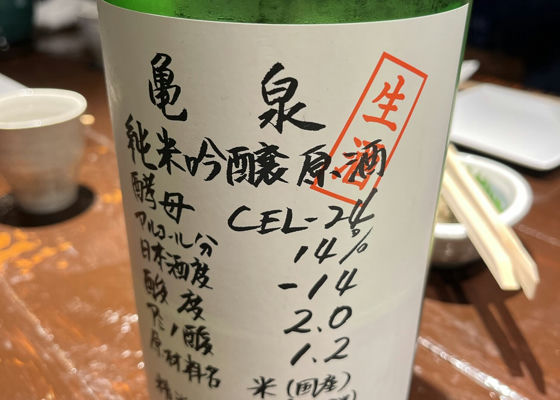 亀泉
生酒
純米吟醸原酒
酵母 CEL-24
アルコール分 14%
日本酒度 -14
酸度 2.0
アミノ酸 1.2
原材料名 米(国産)